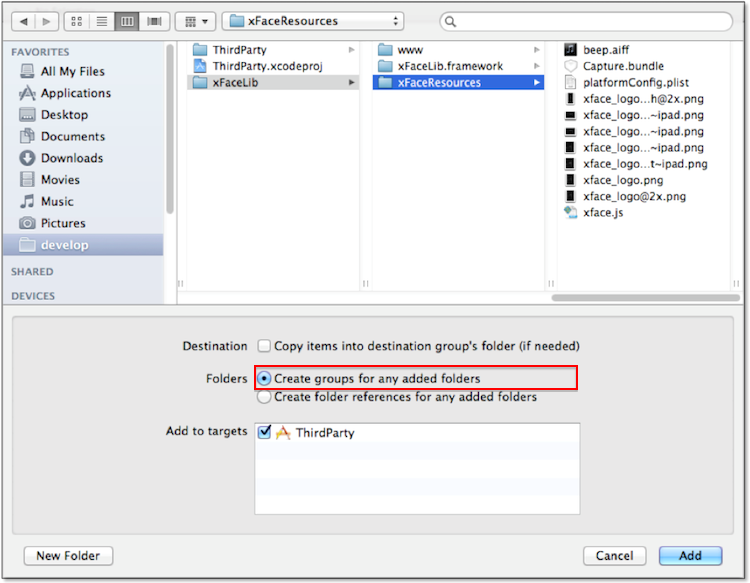 xFaceResources
FAVORITES
All My Files
Applications
Desktop
Documents
Downloads
Movies
Music
Pictures
develop
SHARED
DEVICES
ThirdParty
ThirdParty.xcodeproj
xFaceLib
www
xFaceLib.framework
xFaceResources
beep.aiff
Capture.bundle
platformConfig.plist
xface_logo...h@2x.png
xface_logo...~ipad.png
xface_logo...~ipad.png
xface_logo...~ipad.png
xface_logo...t~ipad.png
xface_logo.png
xface_logo@2x.png
xface.js
Destination Copy items into destination group's folder (if needed)
Folders Create groups for any added folders
Create folder references for any added folders
Add to targets ThirdParty
New Folder Cancel Add